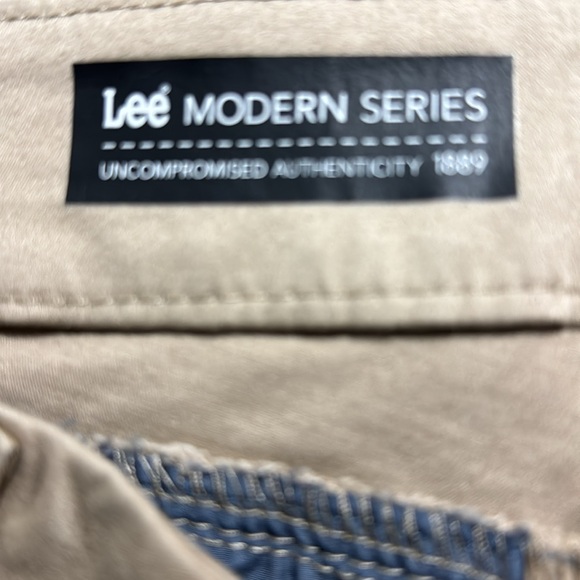 Lee® MODERN SERIES
UNCOMPROMISED AUTHENTICITY 1889